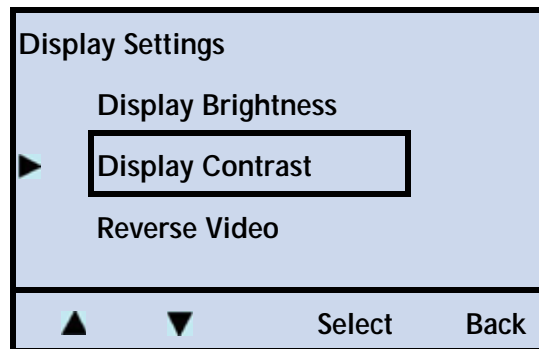 Display Settings
Display Brightness
Display Contrast
Reverse Video
Select Back